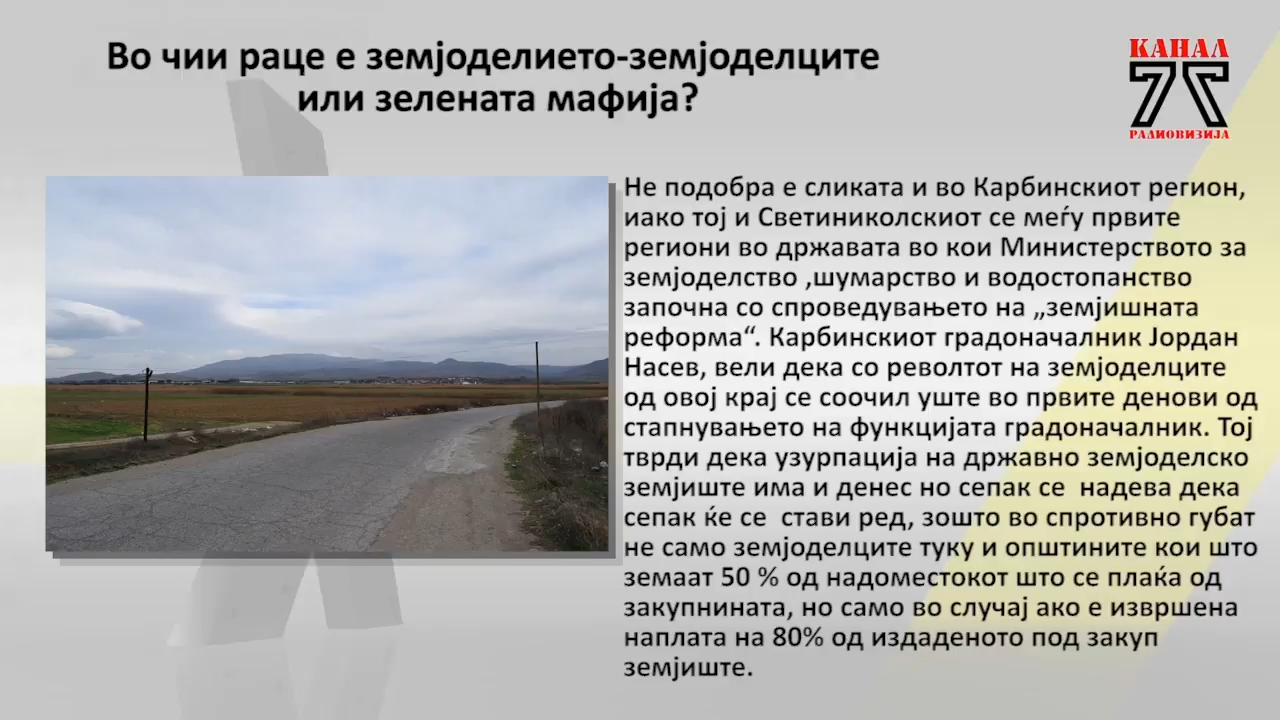 Во чии раце е земјоделието-земјоделците
или зелената мафија?
КАНАЛ
77
РАДИОВИЗИЈА
Не подобра е сликата и во Карбинскиот регион,
иако тој и Светиниколскиот се меѓу првите
региони во државата во кои Министерството за
земјоделство ,шумарство и водостопанство
започна со спроведувањето на „земјишната
реформа“. Карбинскиот градоначалник Јордан
Насев, вели дека со револтот на земјоделците
од овој крај се соочил уште во првите денови од
стапнувањето на функцијата градоначалник. Тој
тврди дека узурпација на државно земјоделско
земјиште има и денес но сепак се  надева дека
сепак ќе се  стави ред, зошто во спротивно губат
не само земјоделците туку и општините кои што
земаат 50 % од надоместокот што се плаќа од
закупнината, но само во случај ако е извршена
наплата на 80% од издаденото под закуп
земјиште.